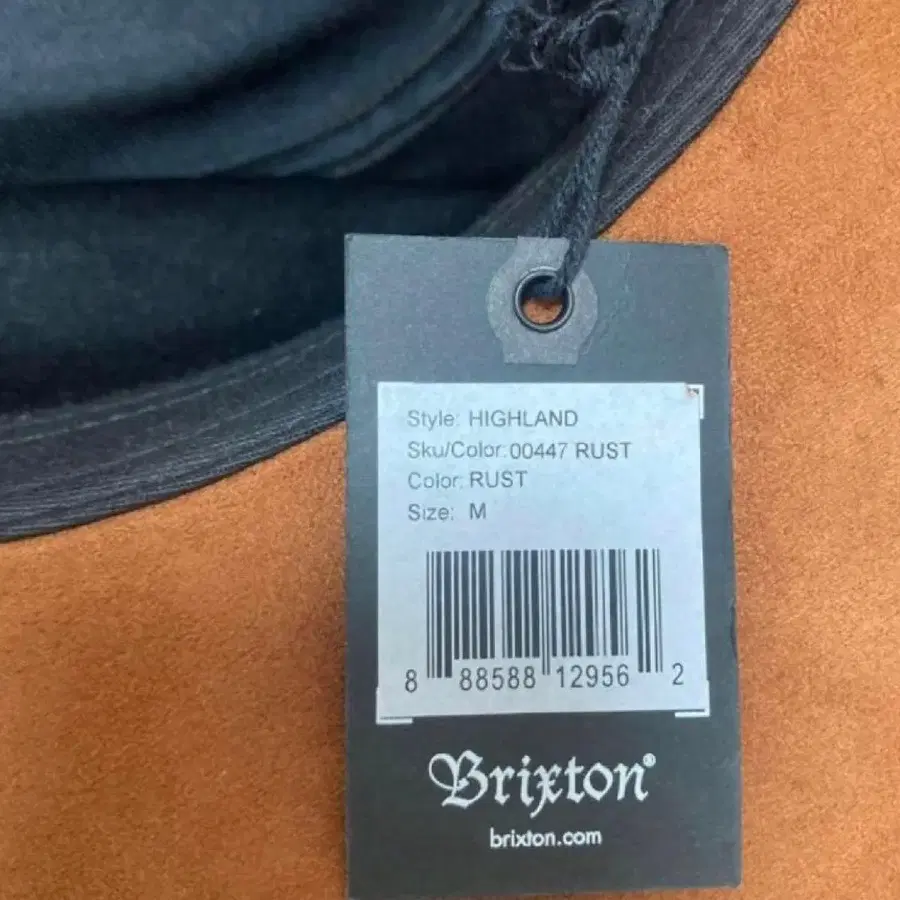 Style: HIGHLAND
Sku/Color: 00447 RUST
Color: RUST
Size: M
8 88588 12956 2
Brixton®
brixton.com